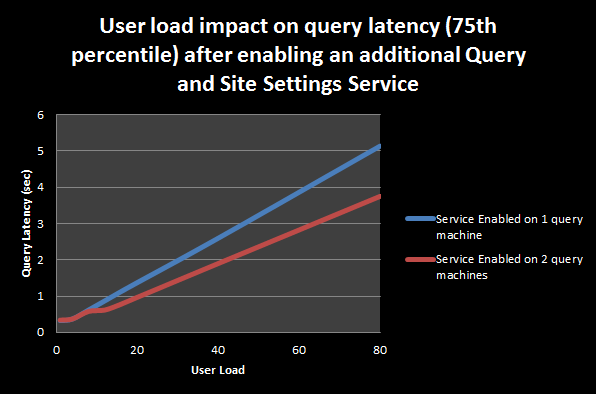 User load impact on query latency (75th
percentile) after enabling an additional Query
and Site Settings Service
6
5
4
3
2
1
0
Query Latency (sec)
0 20 40 60 80
User Load
Service Enabled on 1 query
machine
Service Enabled on 2 query
machines